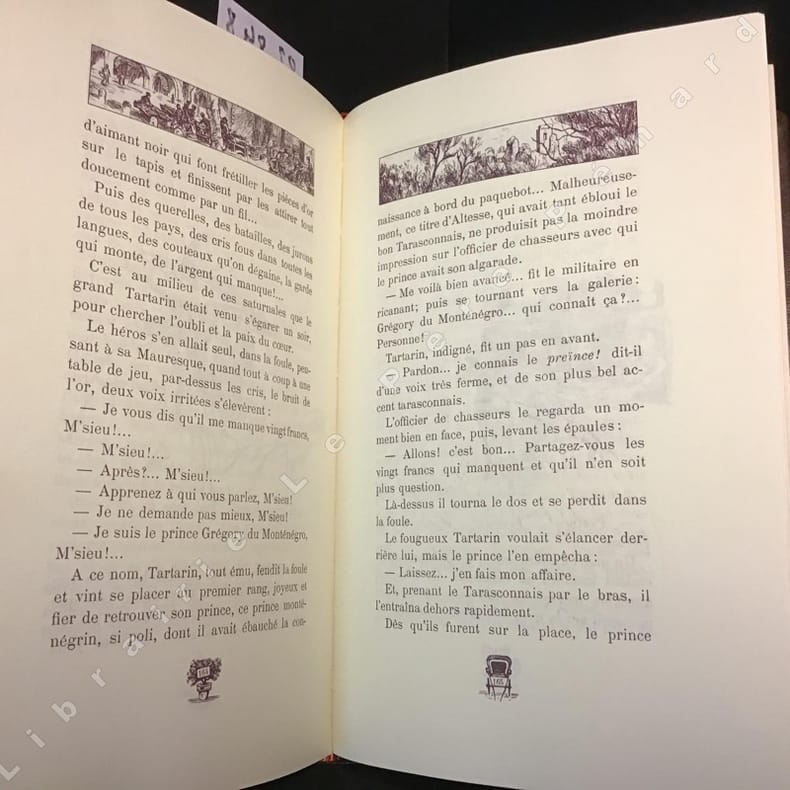 d'aimant noir qui font frétiller les pièces d'or
sur le tapis et finissent par les attirer tout
doucement comme par un fil...
Puis des querelles, des batailles, des jurons
de tous les pays, des cris fous dans toutes les
langues, des couteaux qu'on dégaine, la garde
qui monte, de l'argent qui manque!...
C'est au milieu de ces saturnales que le
grand Tartarin était venu s'égarer un soir,
pour chercher l'oubli et la paix du cœur.
Le héros s'en allait seul, dans la foule, pen-
sant à sa Mauresque, quand tout à coup à une
table de jeu, par-dessus les cris, le bruit de
l'or, deux voix irritées s'élevèrent :
— Je vous dis qu'il me manque vingt francs,
M'sieu!...
— M'sieu!...
— Après?... M'sieu!...
— Apprenez à qui vous parlez, M'sieu!
— Je ne demande pas mieux, M'sieu!
— Je suis le prince Grégory du Monténégro,
M'sieu!...
A ce nom, Tartarin, tout ému, fendit la foule
et vint se placer au premier rang, joyeux et
fier de retrouver son prince, ce prince monté-
négrin, si poli, dont il avait ébauché la con-
164
naissance à bord du paquebot... Malheureuse-
ment, ce titre d'Altesse, qui avait tant ébloui le
bon Tarasconnais, ne produisit pas la moindre
impression sur l'officier de chasseurs avec qui
le prince avait son algarade.
— Me voilà bien avancé... fit le militaire en
ricanant; puis se tournant vers la galerie :
Grégory du Monténégro... qui connaît ça?...
Personne!
Tartarin, indigné, fit un pas en avant.
— Pardon... je connais le preïnce! dit-il
d'une voix très ferme, et de son plus bel ac-
cent tarasconnais.
L'officier de chasseurs le regarda un mo-
ment bien en face, puis, levant les épaules :
— Allons! c'est bon... Partagez-vous les
vingt francs qui manquent et qu'il n'en soit
plus question.
Là-dessus il tourna le dos et se perdit dans
la foule.
Le fougueux Tartarin voulait s'élancer der-
rière lui, mais le prince l'en empêcha :
— Laissez... j'en fais mon affaire.
Et, prenant le Tarasconnais par le bras, il
l'entraîna dehors rapidement.
Dès qu'ils furent sur la place, le prince
165
Librairie Le Père Pénard